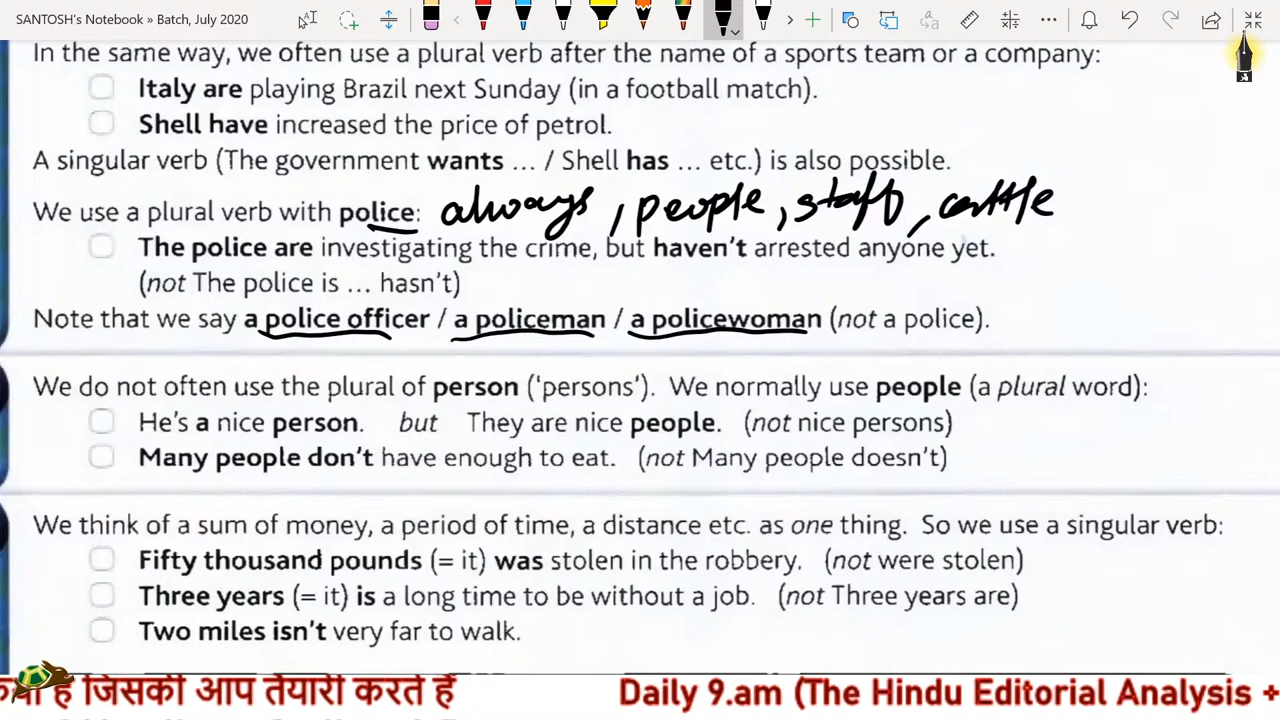 SANTOSH's Notebook » Batch, July 2020
In the same way, we often use a plural verb after the name of a sports team or a company:
Italy are playing Brazil next Sunday (in a football match).
Shell have increased the price of petrol.
A singular verb (The government wants ... / Shell has ... etc.) is also possible.
We use a plural verb with police: always, people, staff, cattle
The police are investigating the crime, but haven't arrested anyone yet.
(not The police is ... hasn't)
Note that we say a police officer / a policeman / a policewoman (not a police).
We do not often use the plural of person ('persons'). We normally use people (a plural word):
He's a nice person. but They are nice people. (not nice persons)
Many people don't have enough to eat. (not Many people doesn't)
We think of a sum of money, a period of time, a distance etc. as one thing. So we use a singular verb:
Fifty thousand pounds (= it) was stolen in the robbery. (not were stolen)
Three years (= it) is a long time to be without a job. (not Three years are)
Two miles isn't very far to walk.
है जिसकी आप तैयारी करते हैं Daily 9.am (The Hindu Editorial Analysis +